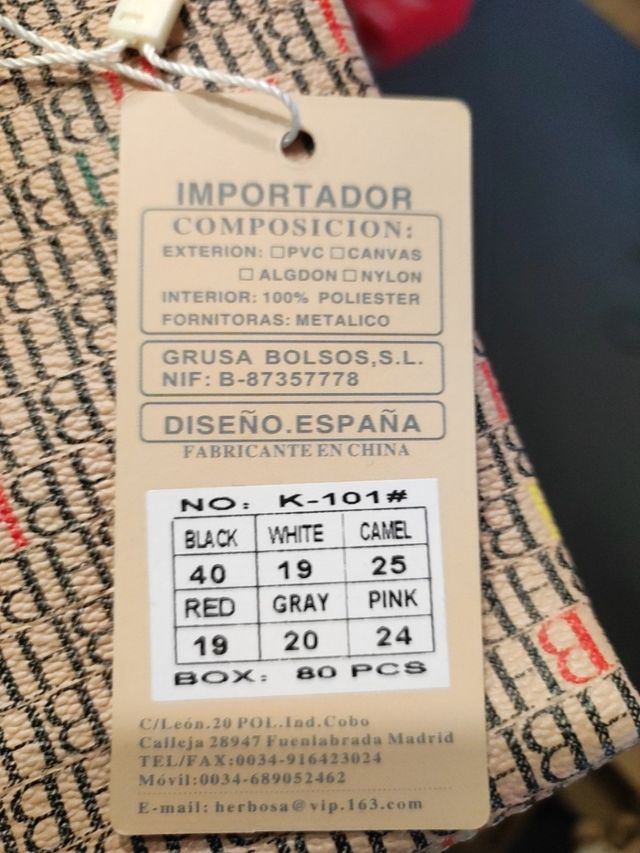 IMPORTADOR
COMPOSICION:
EXTERION: ☐PVC ☐CANVAS
☐ ALGDON ☐NYLON
INTERIOR: 100% POLIESTER
FORNITORAS: METALICO
GRUSA BOLSOS,S.L.
NIF: B-87357778
DISEÑO.ESPAÑA
FABRICANTE EN CHINA
NO: K-101#
BLACK WHITE CAMEL
40 19 25
RED GRAY PINK
19 20 24
BOX: 80 PCS
C/León.20 POL.Ind.Cobo
Calleja 28947 Fuenlabrada Madrid
TEL/FAX:0034-916423024
Móvil:0034-689052462
E-mail: herbosa@vip.163.com